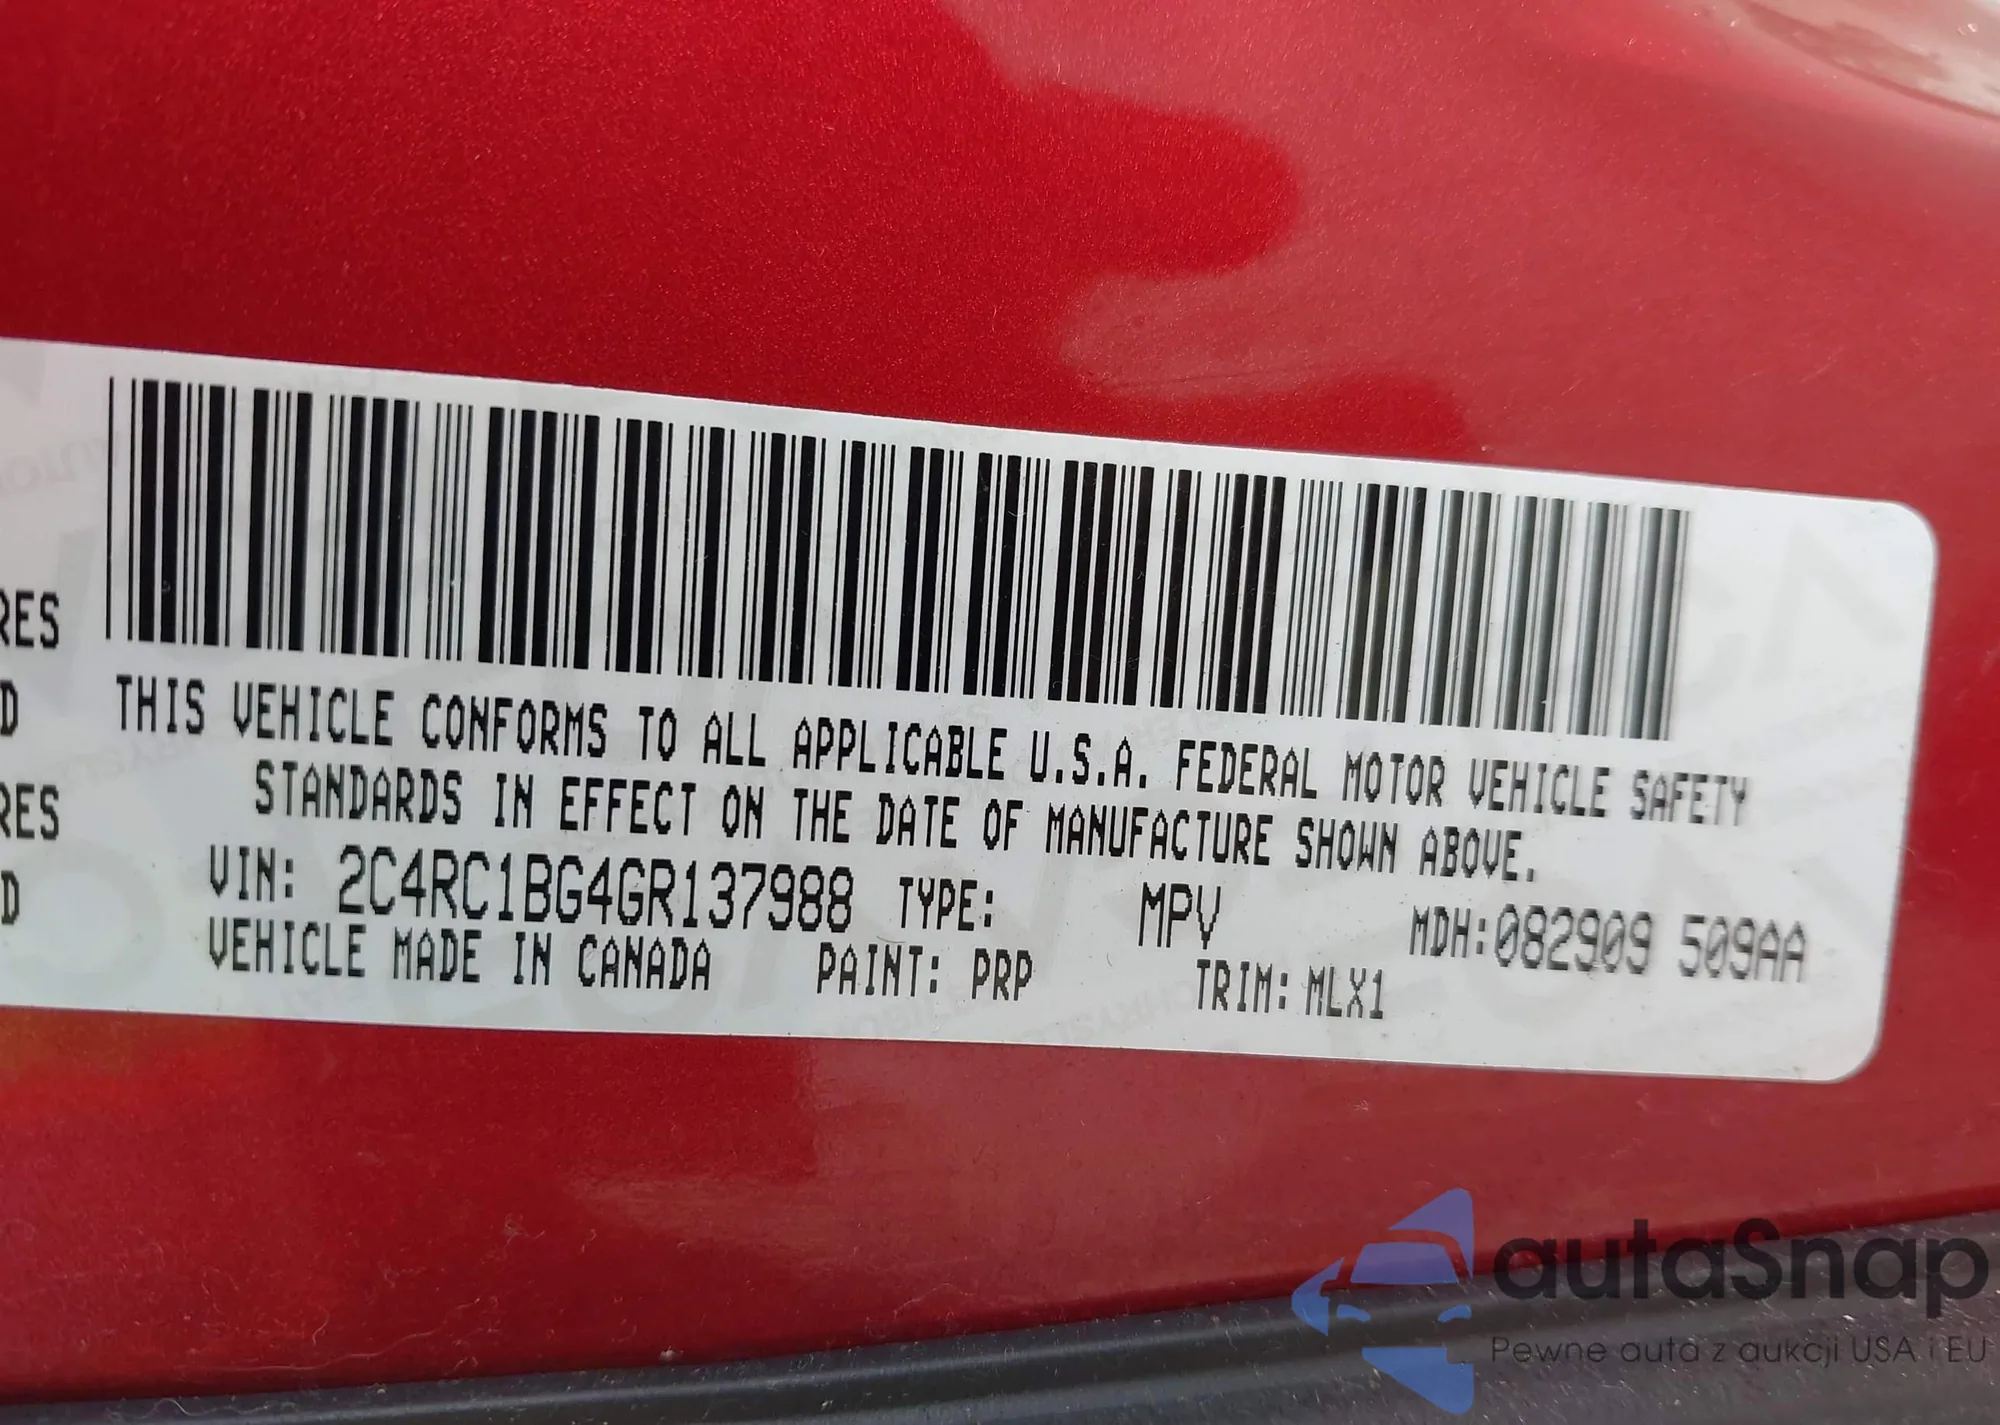 RES
D
RES
D
THIS VEHICLE CONFORMS TO ALL APPLICABLE U.S.A. FEDERAL MOTOR VEHICLE SAFETY
STANDARDS IN EFFECT ON THE DATE OF MANUFACTURE SHOWN ABOVE.
VIN: 2C4RC1BG4GR137988 TYPE: MPV MDH:082909 509AA
VEHICLE MADE IN CANADA PAINT: PRP TRIM: MLX1
autaSnap
Pewne auta z aukcji USA i EU